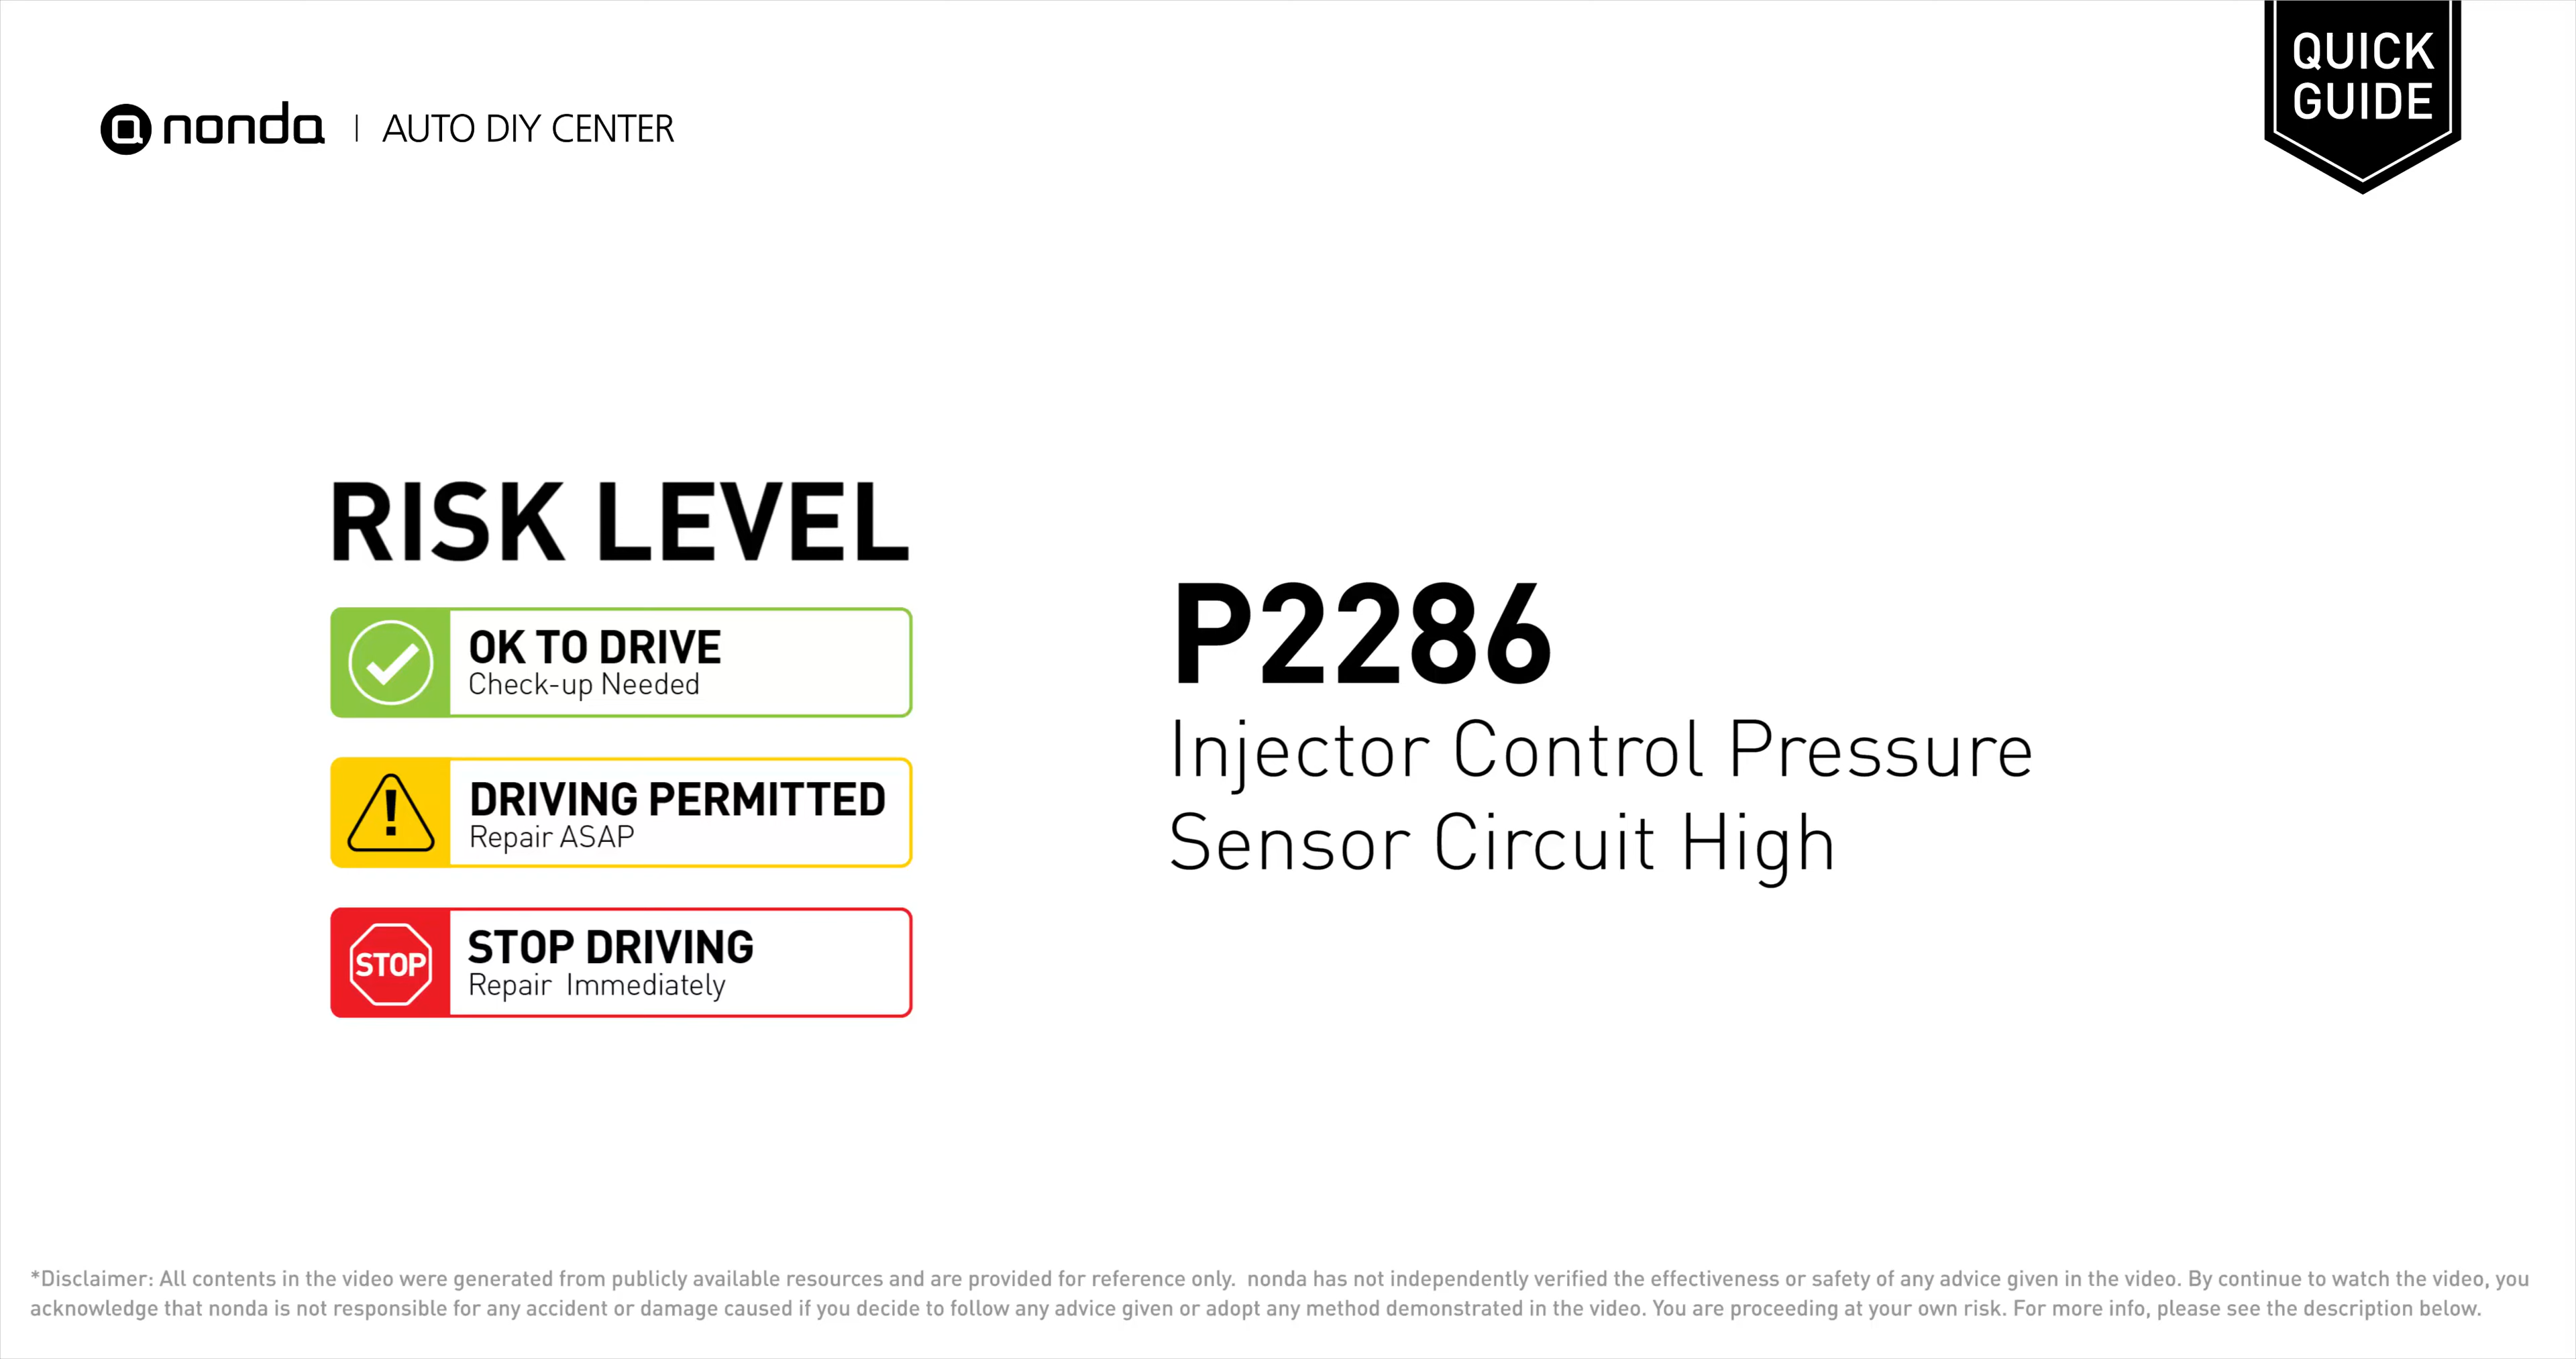 nonda | AUTO DIY CENTER
QUICK
GUIDE
RISK LEVEL
OK TO DRIVE
Check-up Needed
! DRIVING PERMITTED
Repair ASAP
STOP
STOP DRIVING
Repair Immediately
P2286
Injector Control Pressure
Sensor Circuit High
*Disclaimer: All contents in the video were generated from publicly available resources and are provided for reference only. nonda has not independently verified the effectiveness or safety of any advice given in the video. By continue to watch the video, you
acknowledge that nonda is not responsible for any accident or damage caused if you decide to follow any advice given or adopt any method demonstrated in the video. You are proceeding at your own risk. For more info, please see the description below.